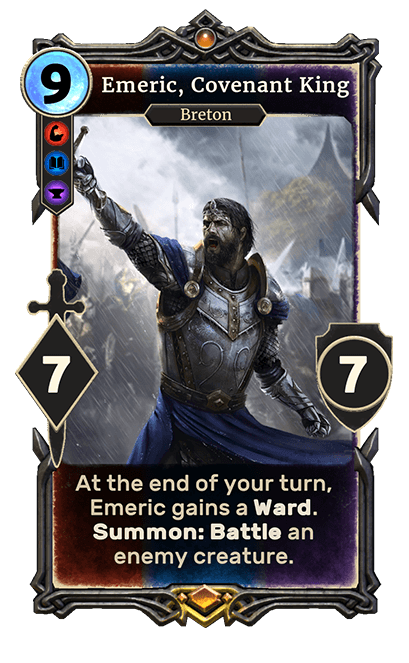 9
Emeric, Covenant King
Breton
7
7
At the end of your turn,
Emeric gains a Ward.
Summon: Battle an
enemy creature.